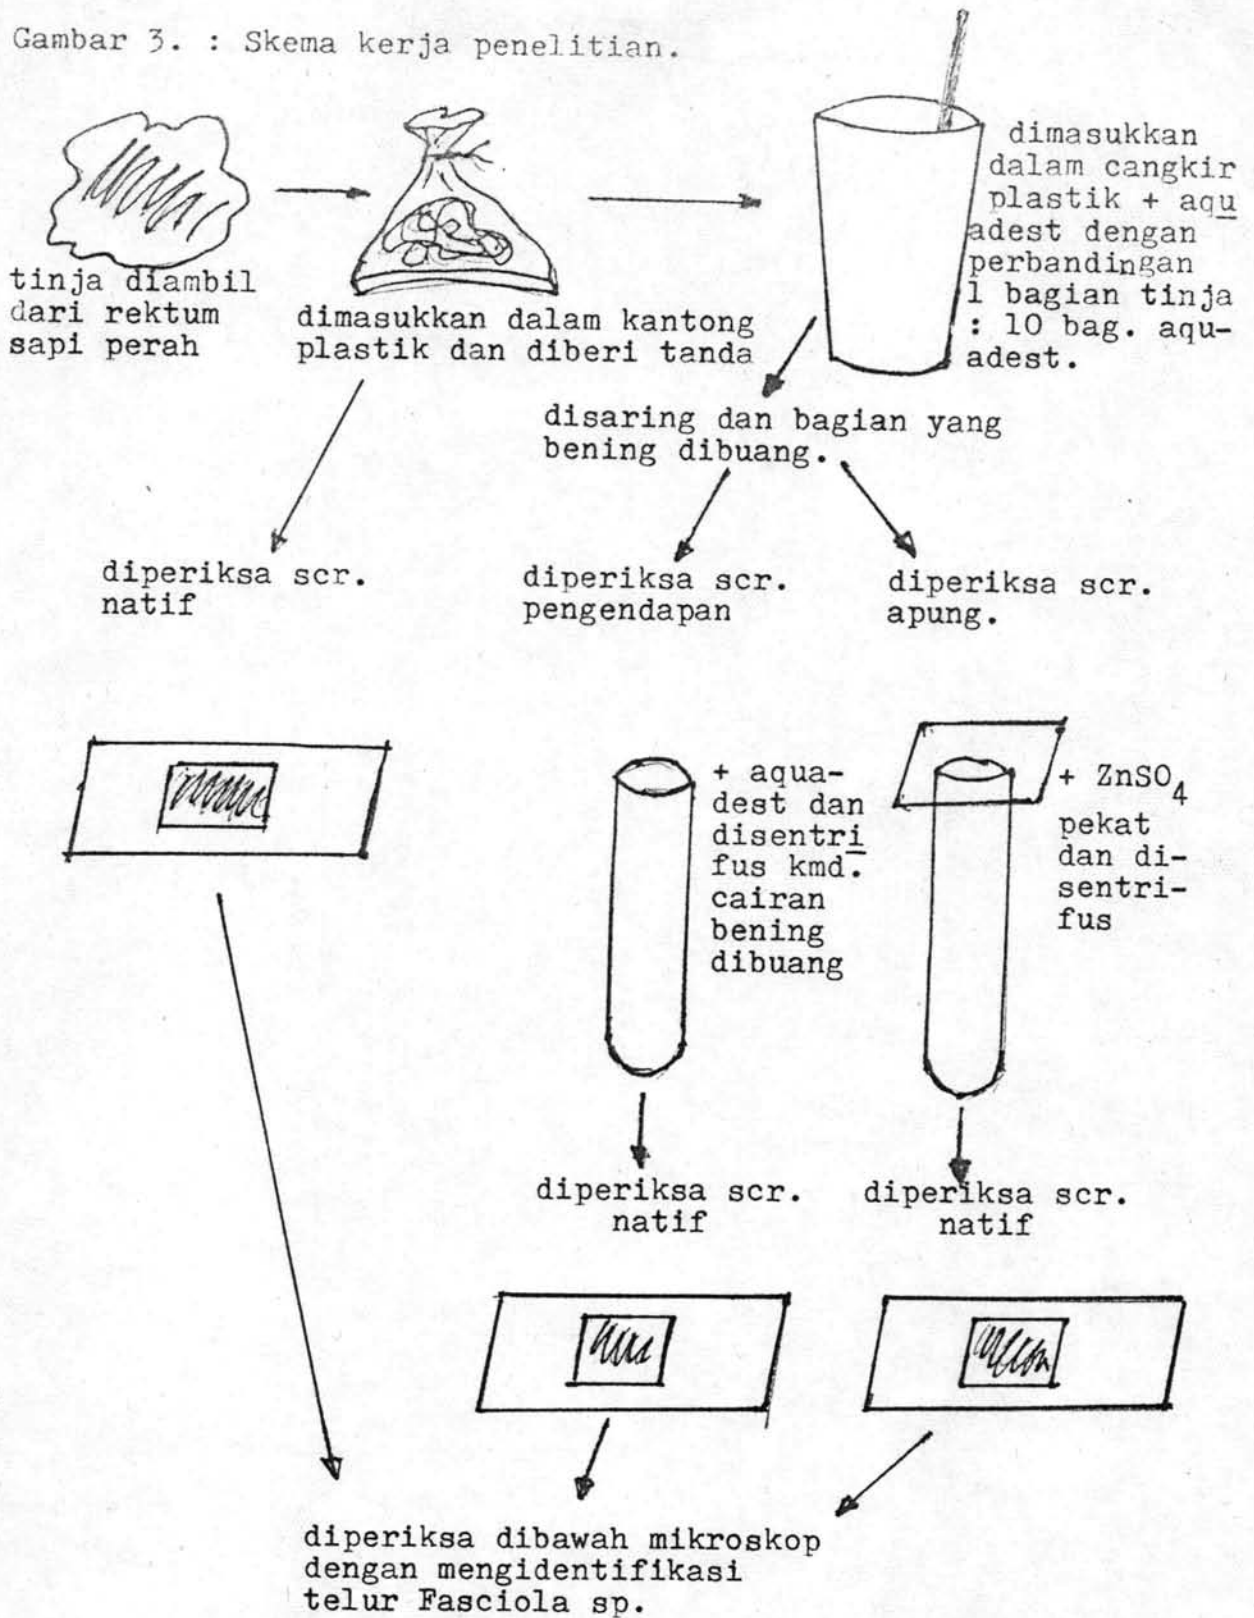 Gambar 3. : Skema kerja penelitian.
tinja diambil
dari rektum
sapi perah
dimasukkan dalam kantong
plastik dan diberi tanda
dimasukkan
dalam cangkir
plastik + aqu
adest dengan
perbandingan
1 bagian tinja
: 10 bag. aqu-
adest.
disaring dan bagian yang
bening dibuang.
diperiksa scr.
natif
diperiksa scr.
pengendapan
diperiksa scr.
apung.
+ aqua-
dest dan
disentri
fus kmd.
cairan
bening
dibuang
+ ZnSO4
pekat
dan di-
sentri-
fus
diperiksa scr.
natif
diperiksa scr.
natif
diperiksa dibawah mikroskop
dengan mengidentifikasi
telur Fasciola sp.